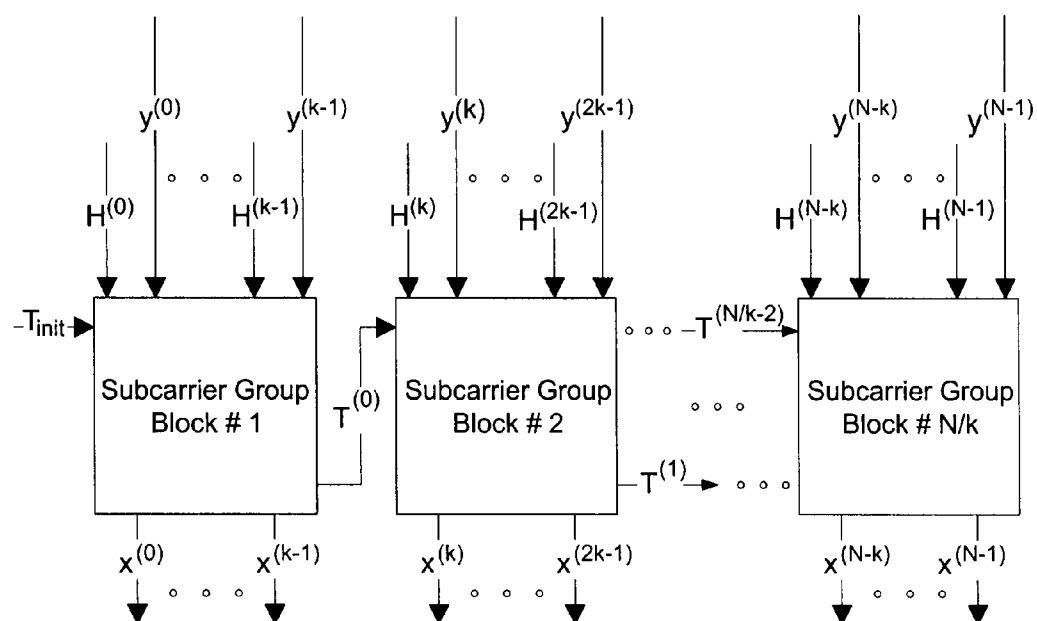 y^(0) y^(k-1) y^(k) y^(2k-1) y^(N-k) y^(N-1)
H^(0) H^(k-1) H^(k) H^(2k-1) H^(N-k) H^(N-1)
T_init
T^(N/k-2)
Subcarrier Group
Block # 1
T^(0)
Subcarrier Group
Block # 2
Subcarrier Group
Block # N/k
T^(1)
x^(0) x^(k-1) x^(k) x^(2k-1) x^(N-k) x^(N-1)